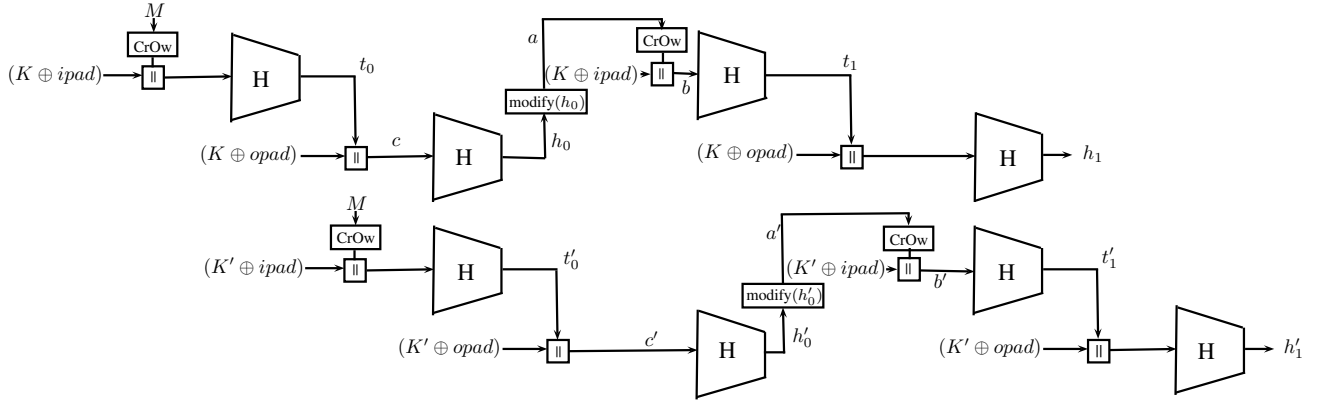 M
CrOw
(K ⊕ ipad) || H t₀
(K ⊕ opad) || c H h₀
modify(h₀)
a
CrOw
(K ⊕ ipad) || b H t₁
(K ⊕ opad) || H h₁
M
CrOw
(K′ ⊕ ipad) || H t′₀
(K′ ⊕ opad) || c′ H h′₀
modify(h′₀)
a′
CrOw
(K′ ⊕ ipad) || b′ H t′₁
(K′ ⊕ opad) || H h′₁